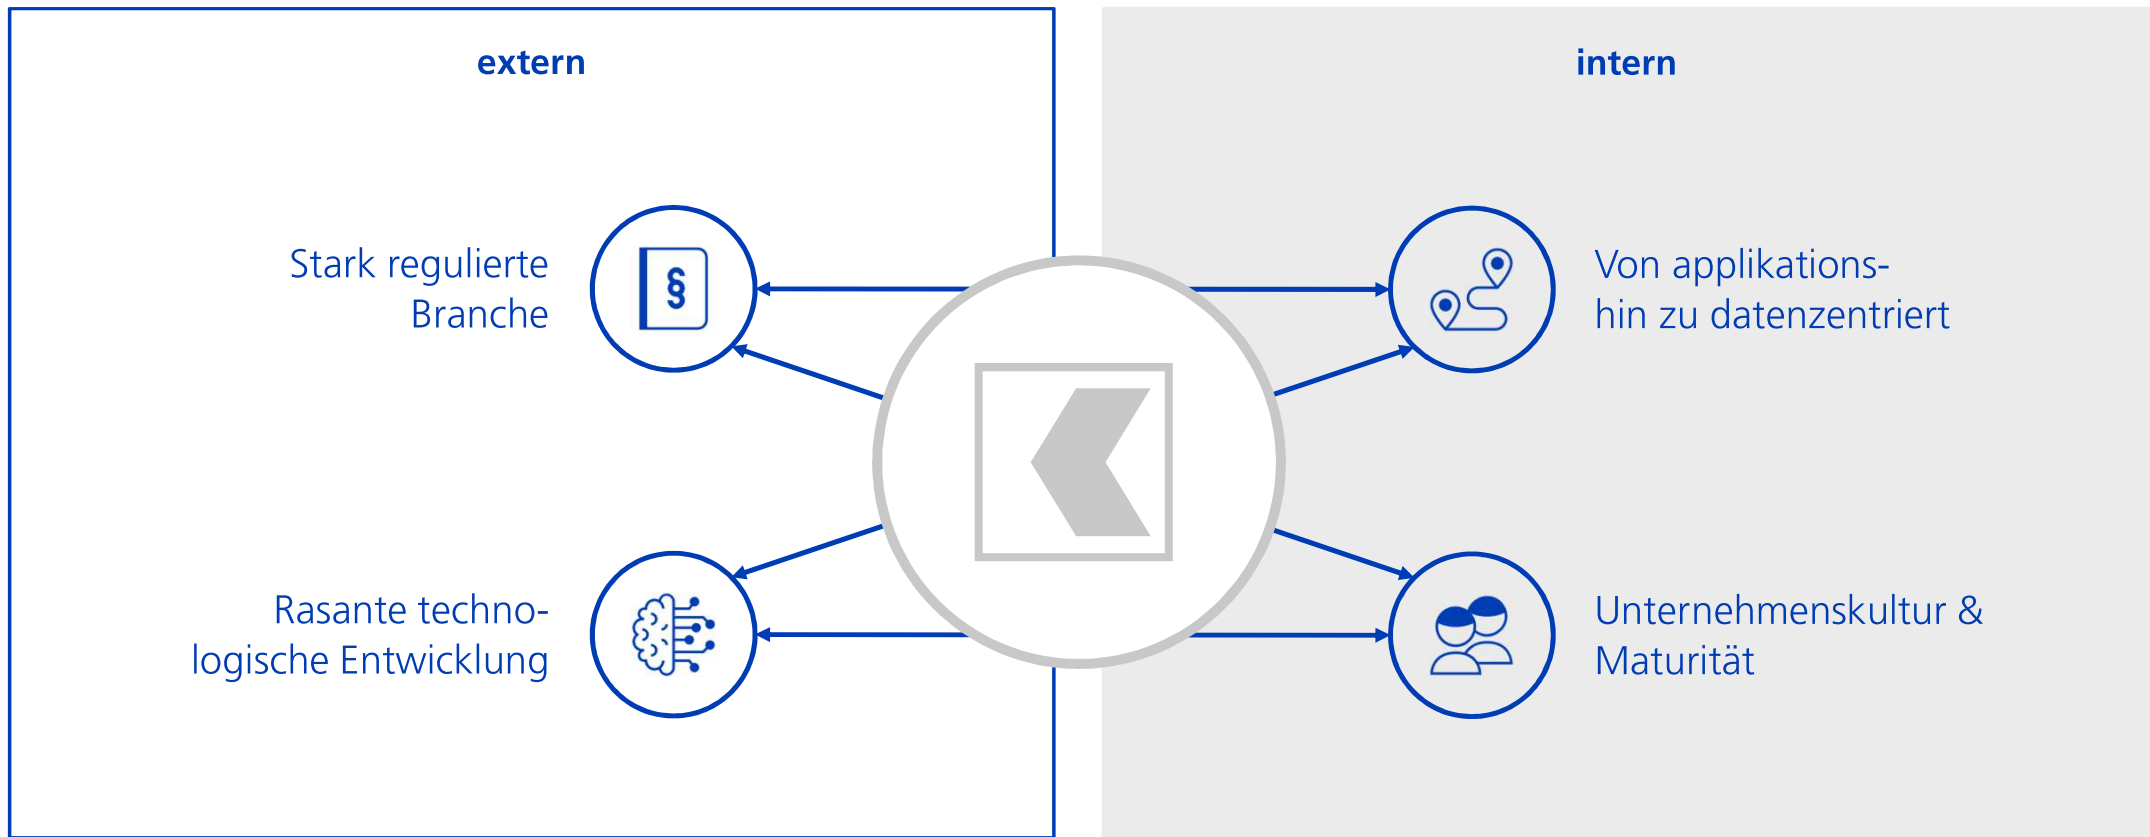 extern
Stark regulierte
Branche
§
Rasante techno-
logische Entwicklung
intern
Von applikations-
hin zu datenzentriert
Unternehmenskultur &
Maturität